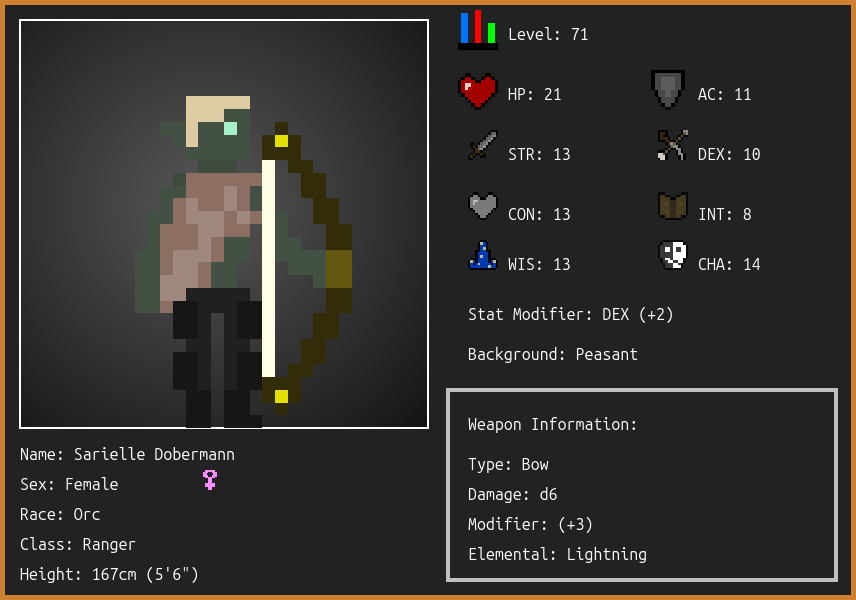 Level: 71
HP: 21
AC: 11
STR: 13
DEX: 10
CON: 13
INT: 8
WIS: 13
CHA: 14
Stat Modifier: DEX (+2)
Background: Peasant
Weapon Information:
Type: Bow
Damage: d6
Modifier: (+3)
Elemental: Lightning
Name: Sarielle Dobermann
Sex: Female
Race: Orc
Class: Ranger
Height: 167cm (5'6")